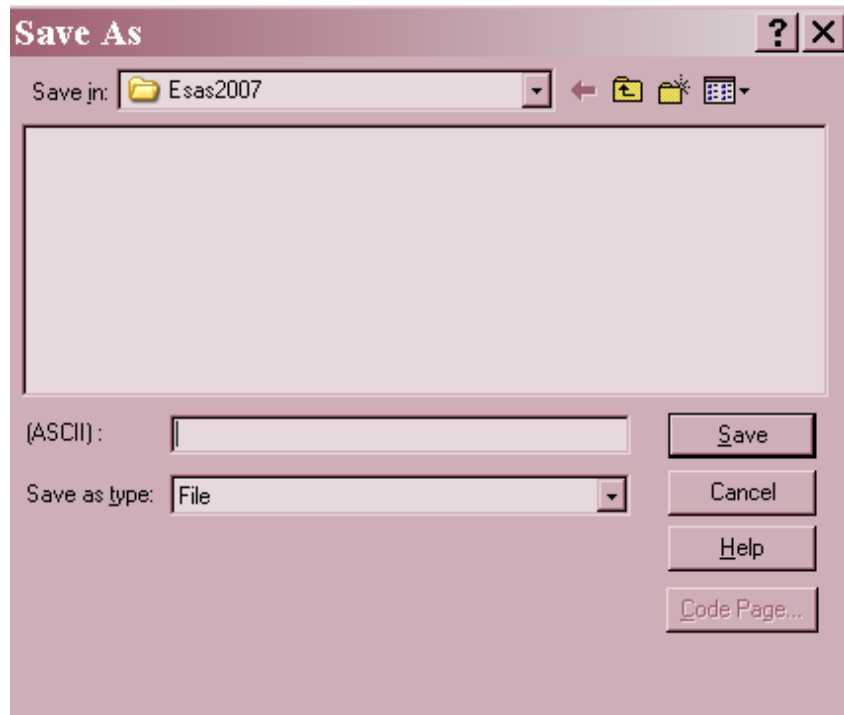 Save As
Save in: Esas2007
(ASCII) :
Save
Save as type: File
Cancel
Help
Code Page...